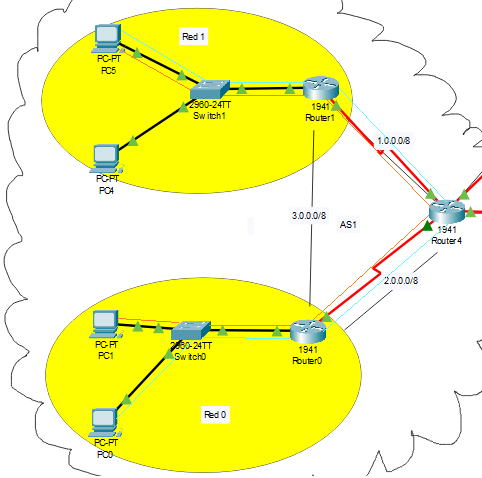 Red 1
PC-PT
PC5
2960-24TT
Switch1
1941
Router1
PC-PT
PC4
1.0.0.0/8
3.0.0.0/8
AS1
1941
Router4
2.0.0.0/8
PC-PT
PC1
2960-24TT
Switch0
1941
Router0
Red 0
PC-PT
PC0